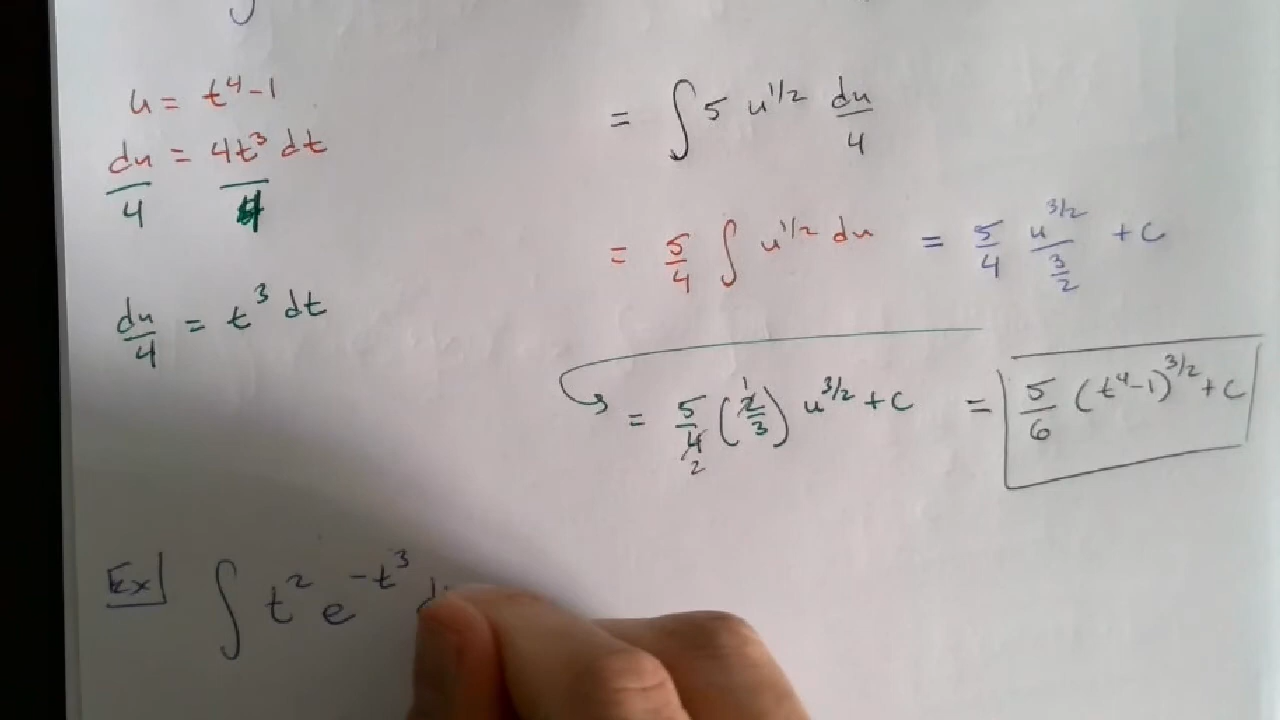 u = t⁴-1
du/4 = 4t³ dt/4
du/4 = t³ dt
= ∫ 5 u^1/2 du/4
= 5/4 ∫ u^1/2 du = 5/4 u^3/2 / 3/2 + C
= 5/4 (2/3) u^3/2 + C = 5/6 (t⁴-1)^3/2 + C
Ex ∫ t² e^-t³